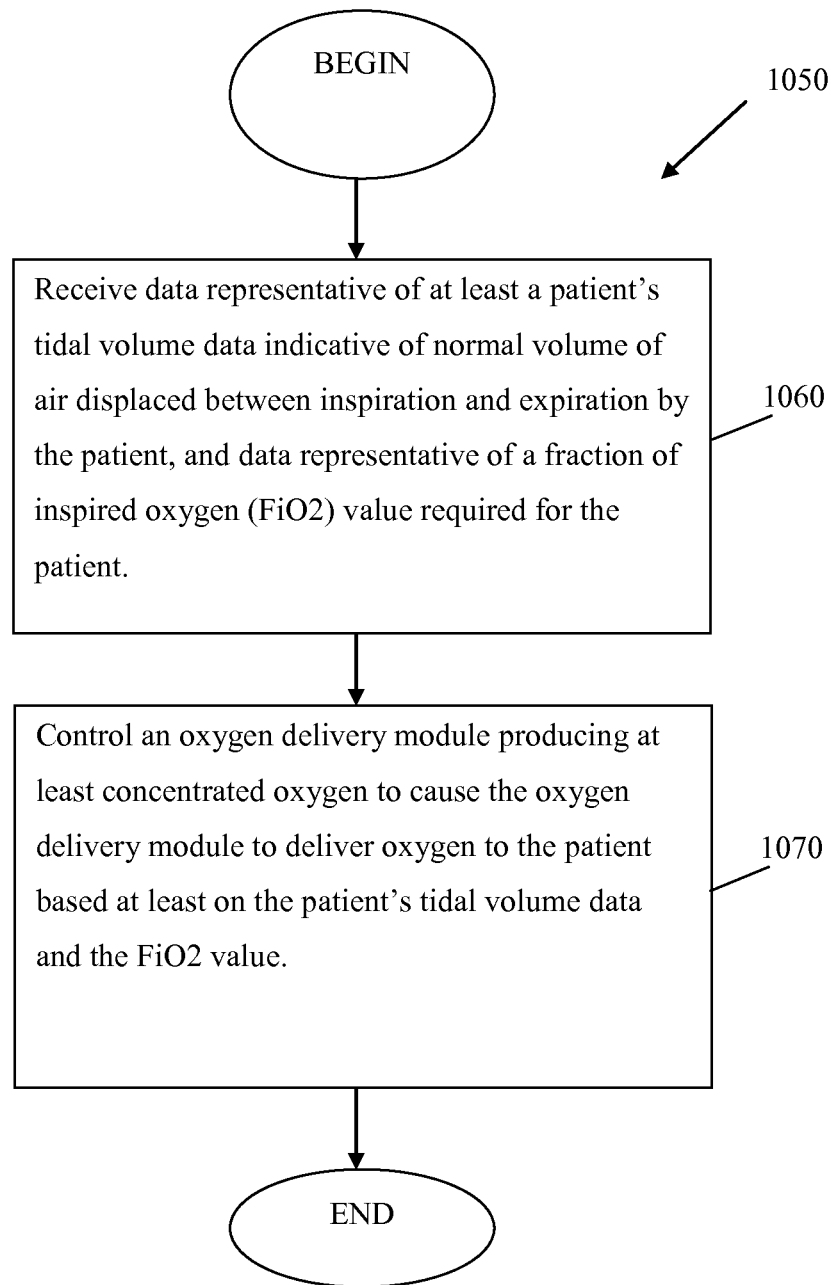 BEGIN
1050
Receive data representative of at least a patient’s
tidal volume data indicative of normal volume of
air displaced between inspiration and expiration by
the patient, and data representative of a fraction of
inspired oxygen (FiO2) value required for the
patient.
1060
Control an oxygen delivery module producing at
least concentrated oxygen to cause the oxygen
delivery module to deliver oxygen to the patient
based at least on the patient’s tidal volume data
and the FiO2 value.
1070
END